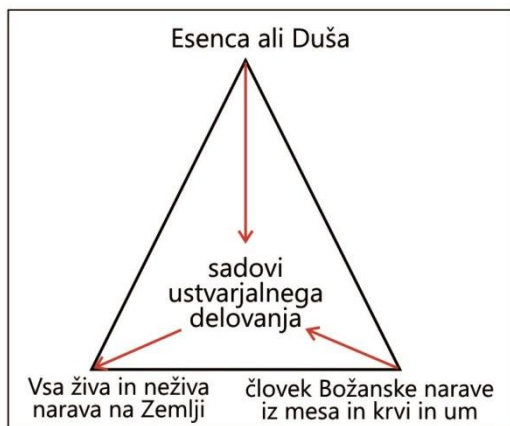 Esenca ali Duša
sadovi
ustvarjalnega
delovanja
Vsa živa in neživa
narava na Zemlji
človek Božanske narave
iz mesa in krvi in um